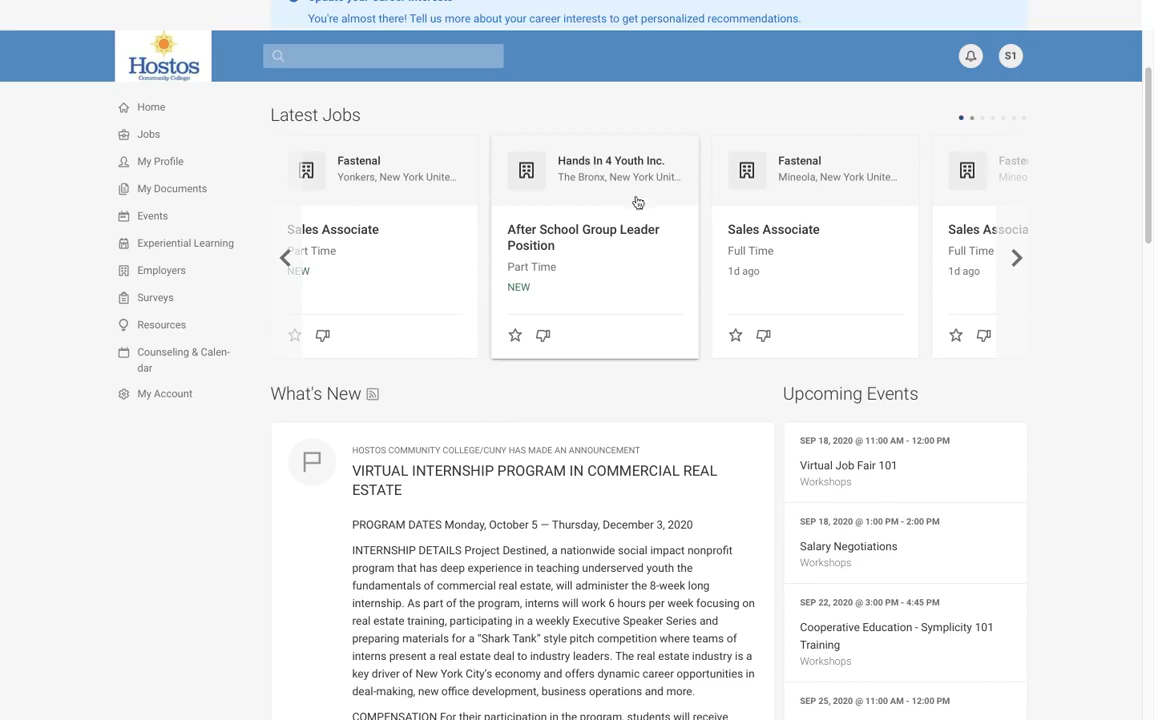 You're almost there! Tell us more about your career interests to get personalized recommendations.
Hostos
Community College
S1
Home
Jobs
My Profile
My Documents
Events
Experiential Learning
Employers
Surveys
Resources
Counseling & Calen-
dar
My Account
Latest Jobs
Fastenal
Yonkers, New York Unite...
Sales Associate
Part Time
NEW
Hands In 4 Youth Inc.
The Bronx, New York Unit...
After School Group Leader
Position
Part Time
NEW
Fastenal
Mineola, New York Unite...
Sales Associate
Full Time
1d ago
Faste
Mineo
Sales Associa
Full Time
1d ago
What's New
HOSTOS COMMUNITY COLLEGE/CUNY HAS MADE AN ANNOUNCEMENT
VIRTUAL INTERNSHIP PROGRAM IN COMMERCIAL REAL
ESTATE
PROGRAM DATES Monday, October 5 — Thursday, December 3, 2020
INTERNSHIP DETAILS Project Destined, a nationwide social impact nonprofit
program that has deep experience in teaching underserved youth the
fundamentals of commercial real estate, will administer the 8-week long
internship. As part of the program, interns will work 6 hours per week focusing on
real estate training, participating in a weekly Executive Speaker Series and
preparing materials for a “Shark Tank” style pitch competition where teams of
interns present a real estate deal to industry leaders. The real estate industry is a
key driver of New York City’s economy and offers dynamic career opportunities in
deal-making, new office development, business operations and more.
COMPENSATION For their participation in the program, students will receive
Upcoming Events
SEP 18, 2020 @ 11:00 AM - 12:00 PM
Virtual Job Fair 101
Workshops
SEP 18, 2020 @ 1:00 PM - 2:00 PM
Salary Negotiations
Workshops
SEP 22, 2020 @ 3:00 PM - 4:45 PM
Cooperative Education - Symplicity 101
Training
Workshops
SEP 25, 2020 @ 11:00 AM - 12:00 PM